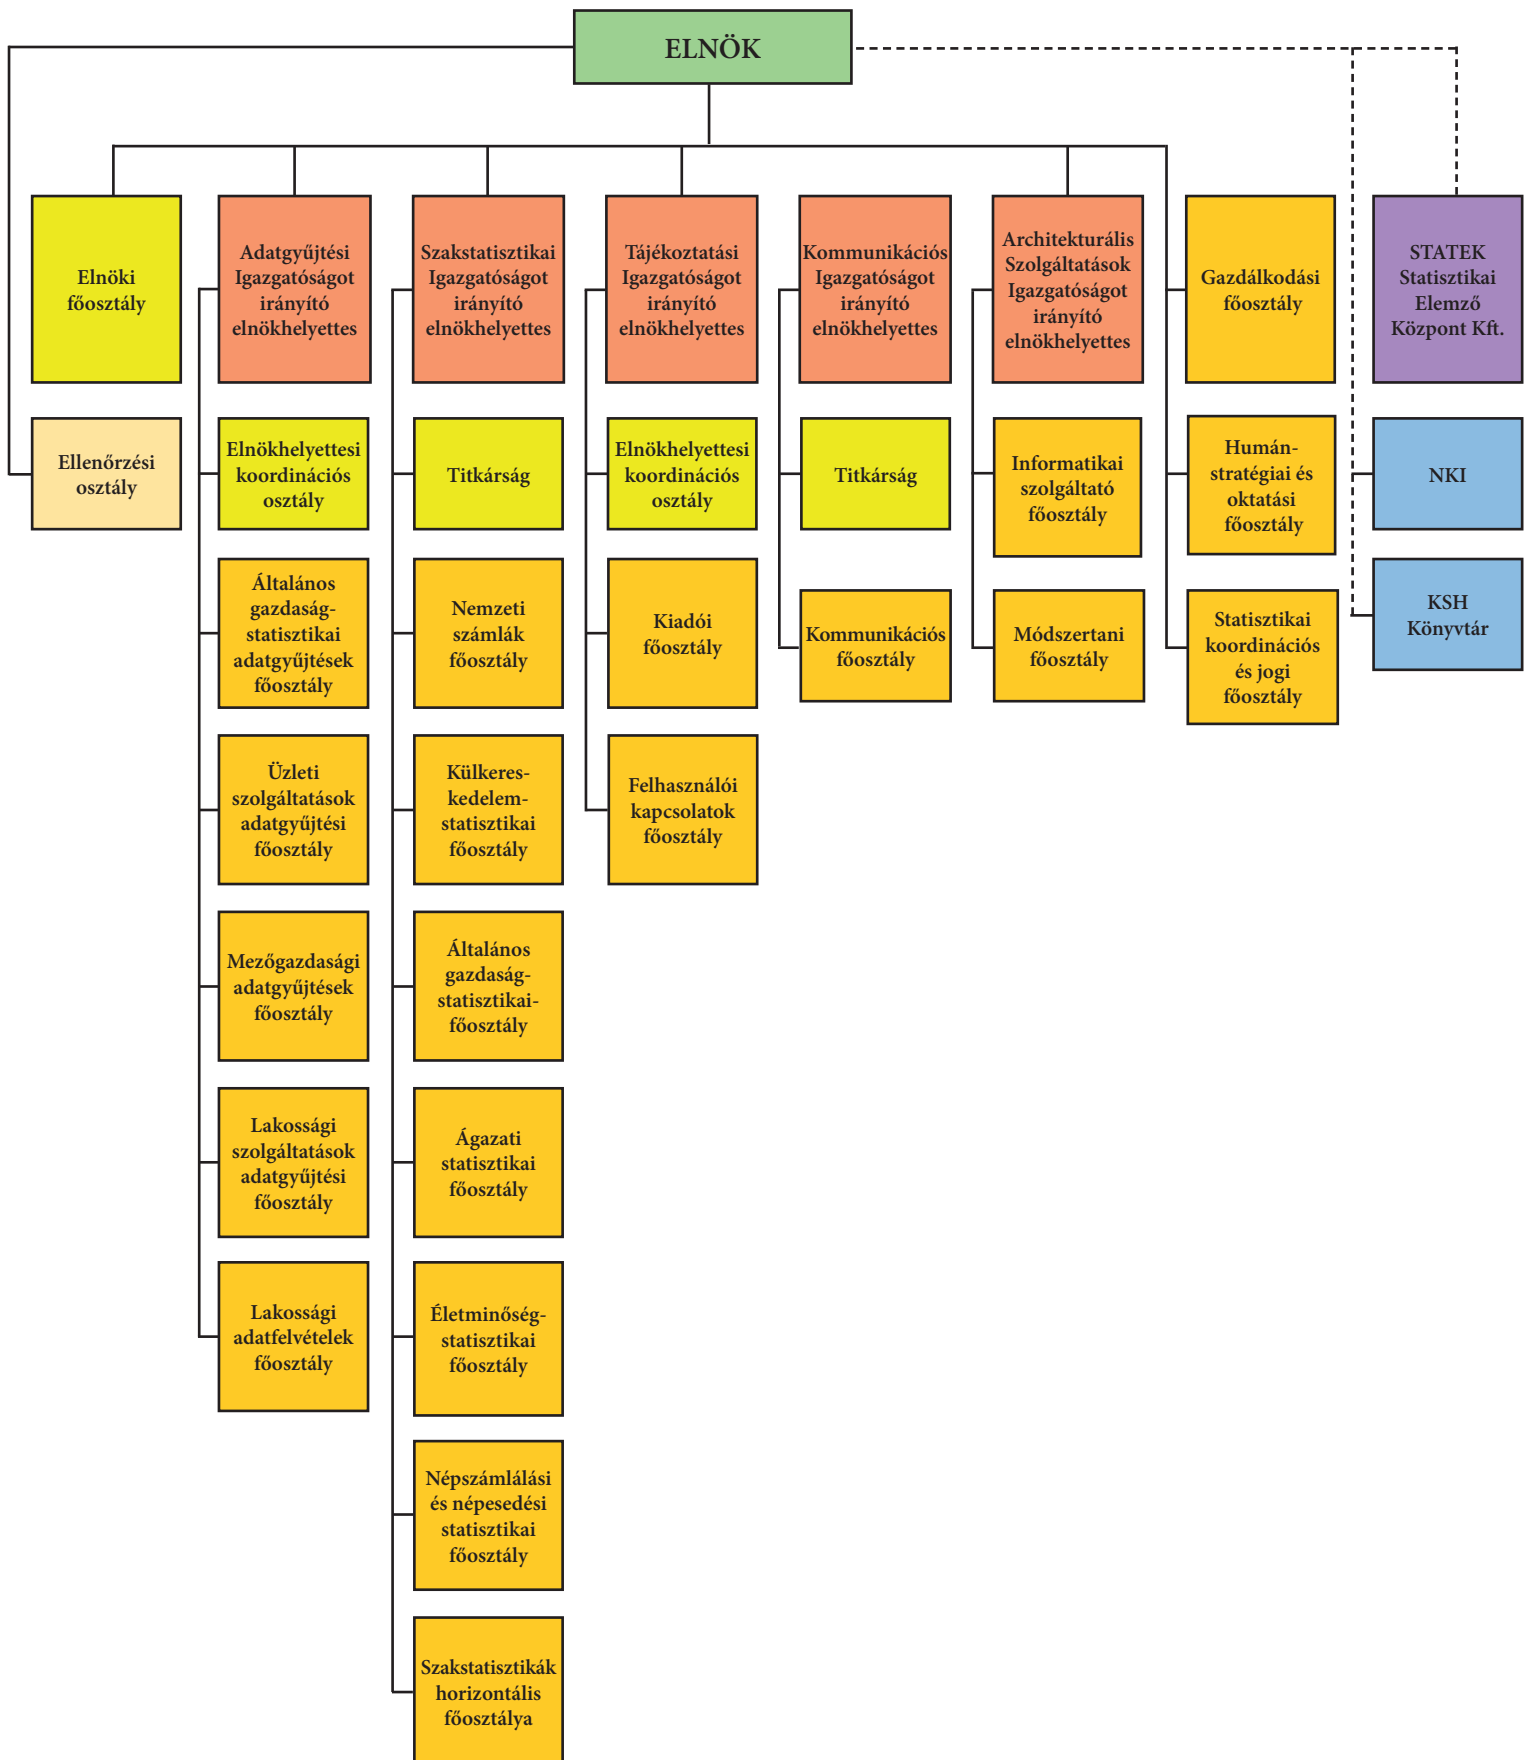 ELNÖK
Elnöki
főosztály
Adatgyűjtési
Igazgatóságot
irányító
elnökhelyettes
Szakstatisztikai
Igazgatóságot
irányító
elnökhelyettes
Tájékoztatási
Igazgatóságot
irányító
elnökhelyettes
Kommunikációs
Igazgatóságot
irányító
elnökhelyettes
Architekturális
Szolgáltatások
Igazgatóságot
irányító
elnökhelyettes
Gazdálkodási
főosztály
STATEK
Statisztikai
Elemző
Központ Kft.
Ellenőrzési
osztály
Elnökhelyettesi
koordinációs
osztály
Titkárság
Elnökhelyettesi
koordinációs
osztály
Titkárság
Informatikai
szolgáltató
főosztály
Humán-
stratégiai és
oktatási
főosztály
NKI
Általános
gazdaság-
statisztikai
adatgyűjtések
főosztály
Nemzeti
számlák
főosztály
Kiadói
főosztály
Kommunikációs
főosztály
Módszertani
főosztály
Statisztikai
koordinációs
és jogi
főosztály
KSH
Könyvtár
Üzleti
szolgáltatások
adatgyűjtési
főosztály
Külkeres-
kedelem-
statisztikai
főosztály
Felhasználói
kapcsolatok
főosztály
Mezőgazdasági
adatgyűjtések
főosztály
Általános
gazdaság-
statisztikai-
főosztály
Lakossági
szolgáltatások
adatgyűjtési
főosztály
Ágazati
statisztikai
főosztály
Lakossági
adatfelvételek
főosztály
Életminőség-
statisztikai
főosztály
Népszámlálási
és népesedési
statisztikai
főosztály
Szakstatisztikák
horizontális
főosztálya